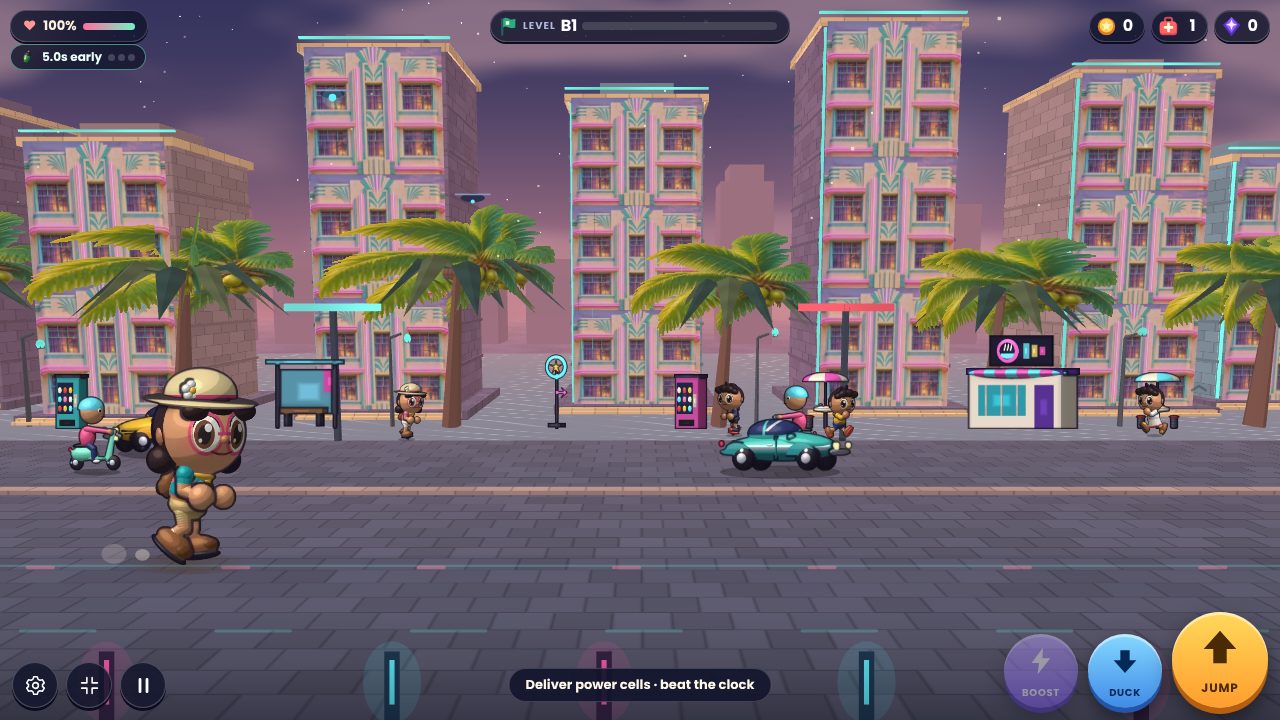 100%
LEVEL B1
0
1
0
5.0s early
Deliver power cells · beat the clock
BOOST
DUCK
JUMP